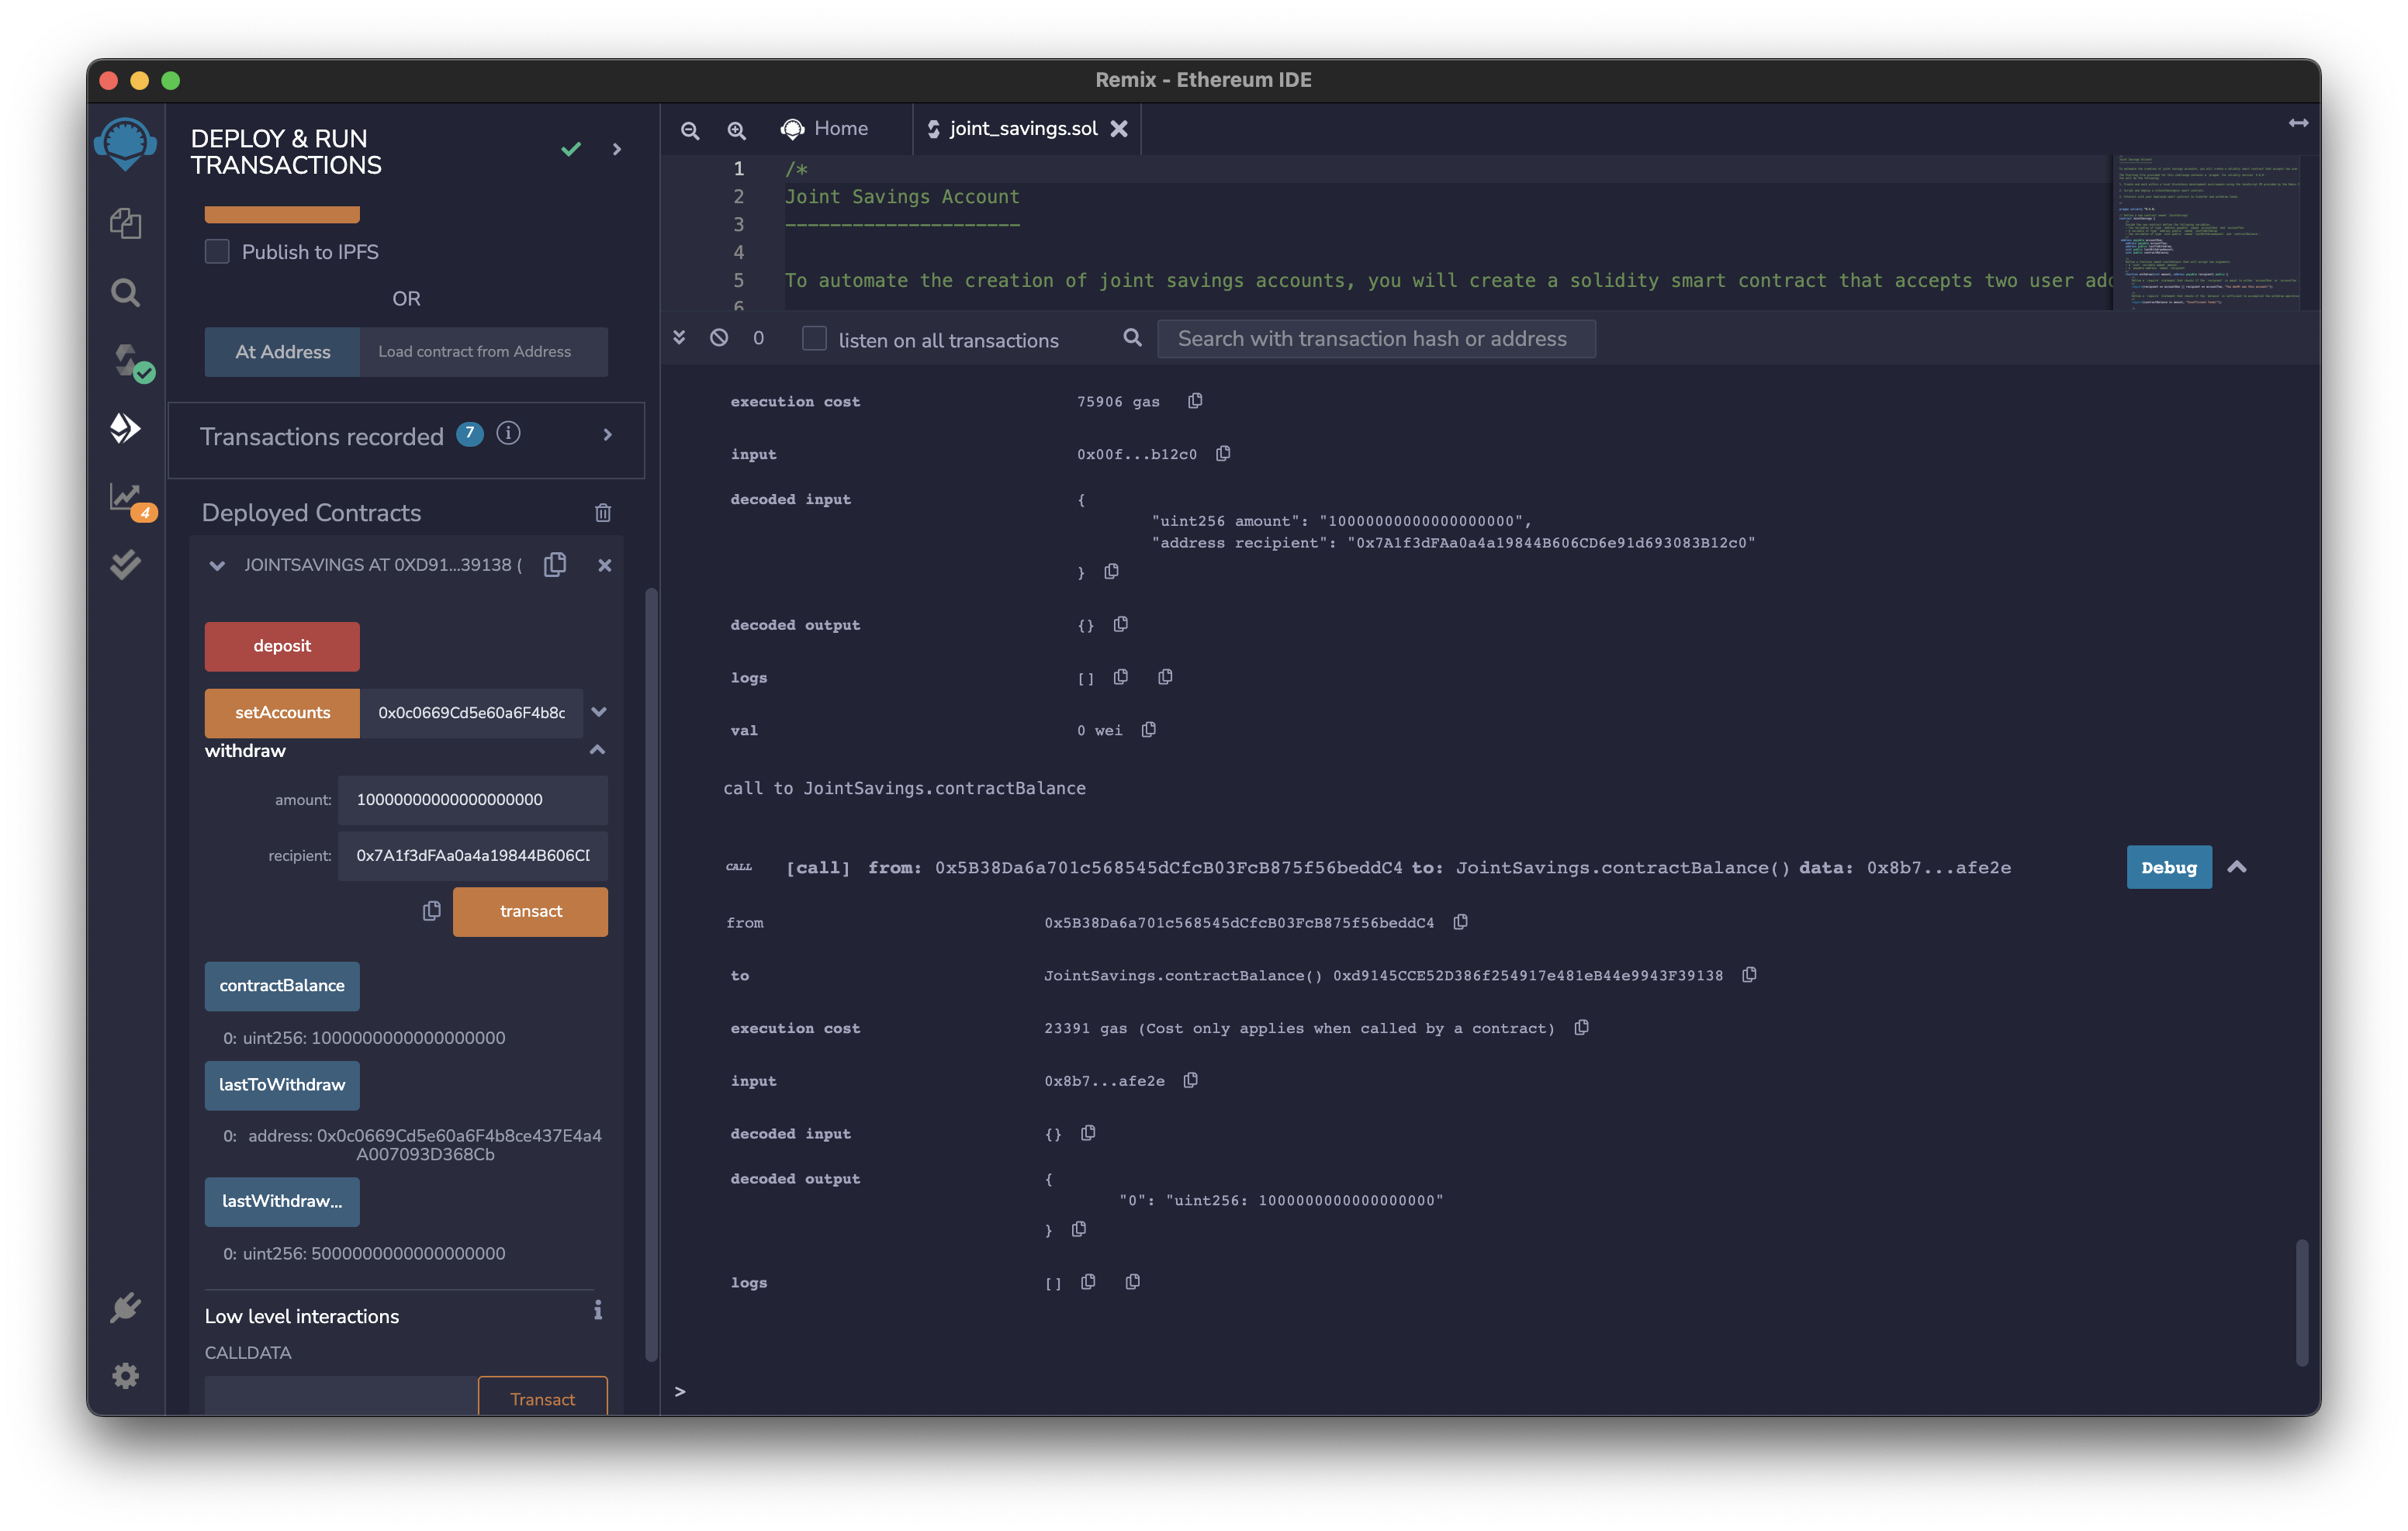 Remix - Ethereum IDE
DEPLOY & RUN
TRANSACTIONS
Publish to IPFS
OR
At Address
Load contract from Address
Transactions recorded 7
Deployed Contracts
JOINTSAVINGS AT 0XD91...39138 (
deposit
setAccounts
0x0c0669Cd5e60a6F4b8c
withdraw
amount:
10000000000000000000
recipient:
0x7A1f3dFAa0a4a19844B606C
transact
contractBalance
0: uint256: 1000000000000000000
lastToWithdraw
0: address: 0x0c0669Cd5e60a6F4b8ce437E4a4
A007093D368Cb
lastWithdraw...
0: uint256: 5000000000000000000
Low level interactions
CALLDATA
Transact
4
Home
joint_savings.sol
1 /*
2 Joint Savings Account
3 ---------------------
4
5 To automate the creation of joint savings accounts, you will create a solidity smart contract that accepts two user ad
6
0
listen on all transactions
Search with transaction hash or address
execution cost 75906 gas
input 0x00f...b12c0
decoded input {
"uint256 amount": "10000000000000000000",
"address recipient": "0x7A1f3dFAa0a4a19844B606CD6e91d693083B12c0"
}
decoded output {}
logs []
val 0 wei
call to JointSavings.contractBalance
CALL [call] from: 0x5B38Da6a701c568545dCfcB03FcB875f56beddC4 to: JointSavings.contractBalance() data: 0x8b7...afe2e
Debug
from 0x5B38Da6a701c568545dCfcB03FcB875f56beddC4
to JointSavings.contractBalance() 0xd9145CCE52D386f254917e481eB44e9943F39138
execution cost 23391 gas (Cost only applies when called by a contract)
input 0x8b7...afe2e
decoded input {}
decoded output {
"0": "uint256: 1000000000000000000"
}
logs []
>